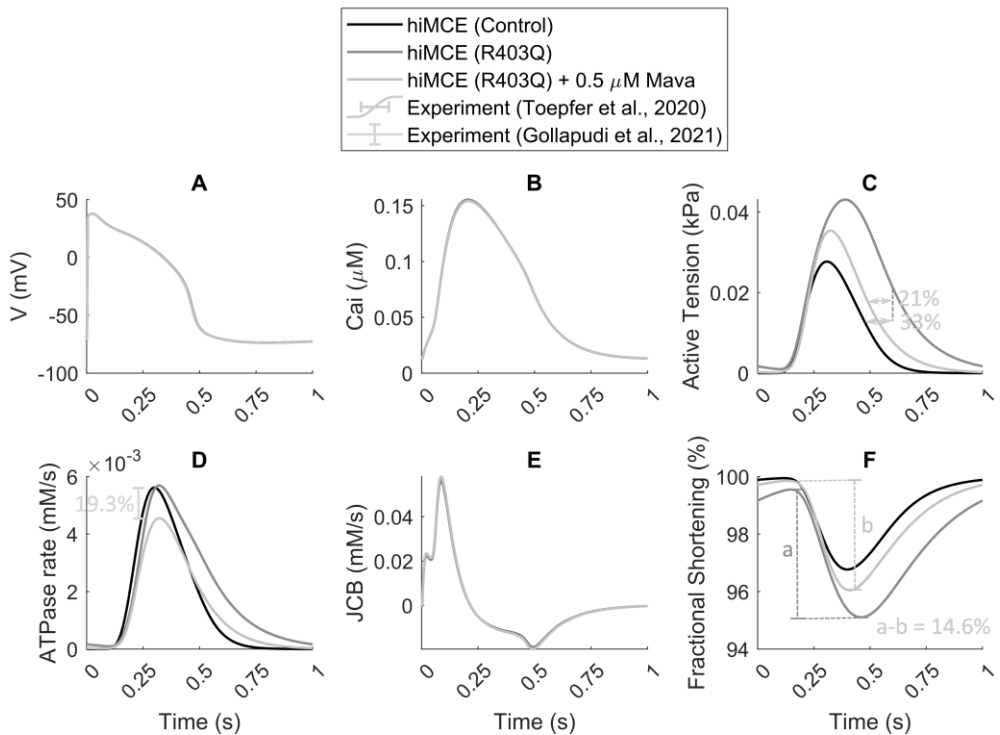 hiMCE (Control)
hiMCE (R403Q)
hiMCE (R403Q) + 0.5 μM Mava
Experiment (Toepfer et al., 2020)
Experiment (Gollapudi et al., 2021)
A
V (mV)
50
0
-50
-100
0
0.25
0.5
0.75
1
B
Cai (μM)
0.15
0.1
0.05
0
0
0.25
0.5
0.75
1
C
Active Tension (kPa)
0.04
0.02
0
21%
33%
0
0.25
0.5
0.75
1
D
ATPase rate (mM/s)
× 10⁻³
6
4
2
0
19.3%
0
0.25
0.5
0.75
1
Time (s)
E
JCB (mM/s)
0.04
0.02
0
0
0.25
0.5
0.75
1
Time (s)
F
Fractional Shortening (%)
100
98
96
94
a
b
a-b = 14.6%
0
0.25
0.5
0.75
1
Time (s)